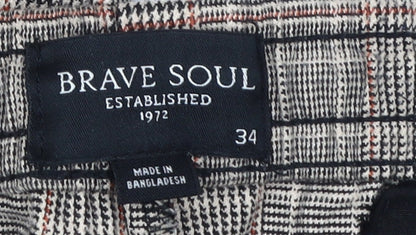 BRAVE SOUL
ESTABLISHED
1972
34
MADE IN
BANGLADESH